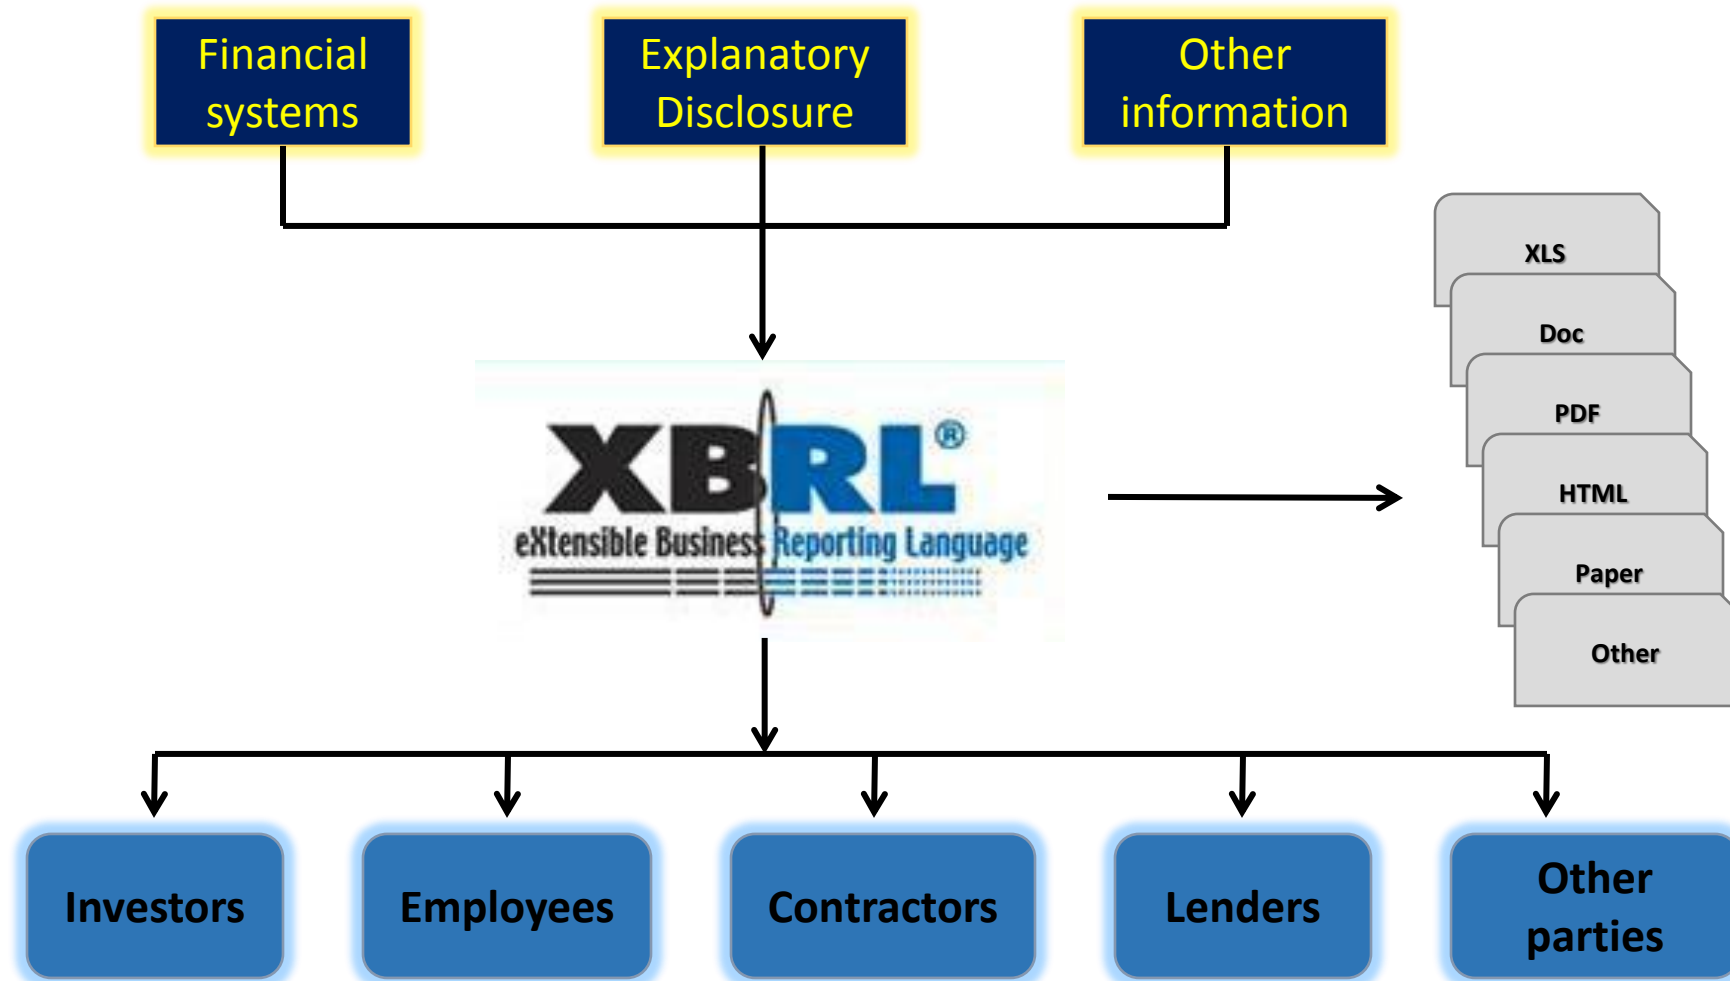 Financial
systems
Explanatory
Disclosure
Other
information
XLS
Doc
PDF
HTML
Paper
Other
XBRL®
eXtensible Business Reporting Language
Investors
Employees
Contractors
Lenders
Other
parties